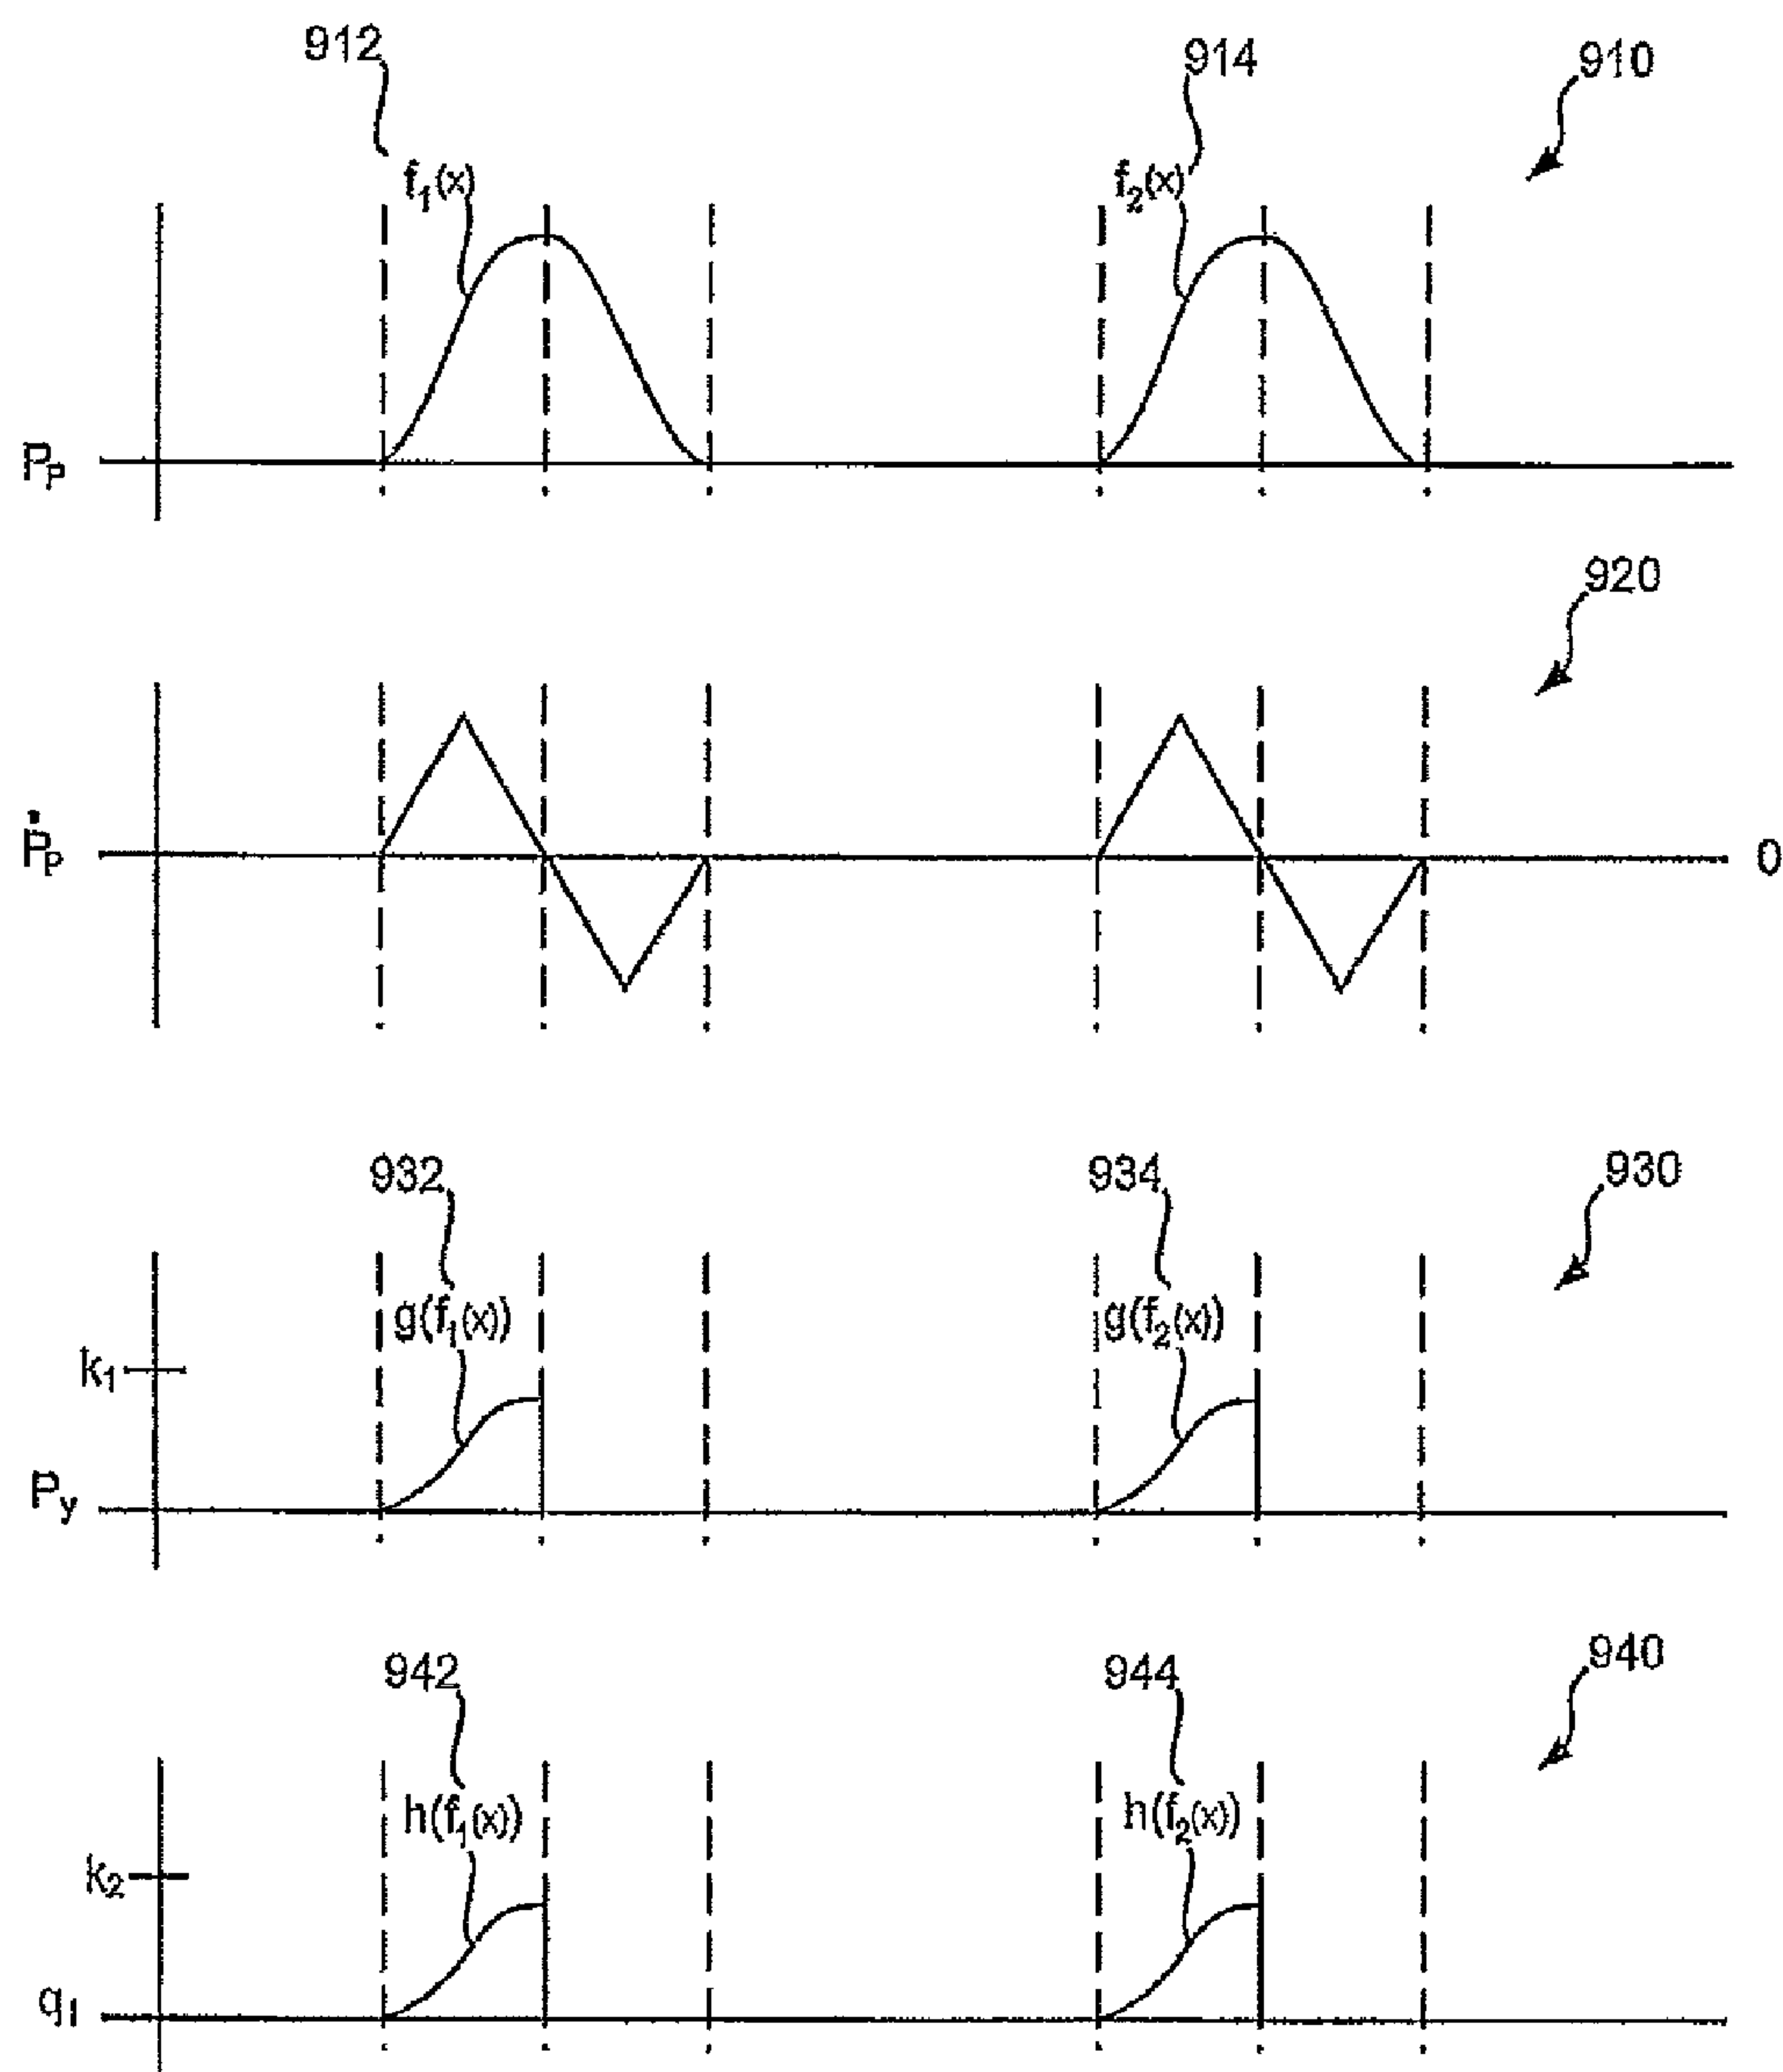 912
914
910
f₁(x)
f₂(x)
Pₚ
920
Ṗₚ
0
932
934
930
g(f₁(x))
g(f₂(x))
k₁
Py
942
944
940
h(f₁(x))
h(f₂(x))
k₂
qI